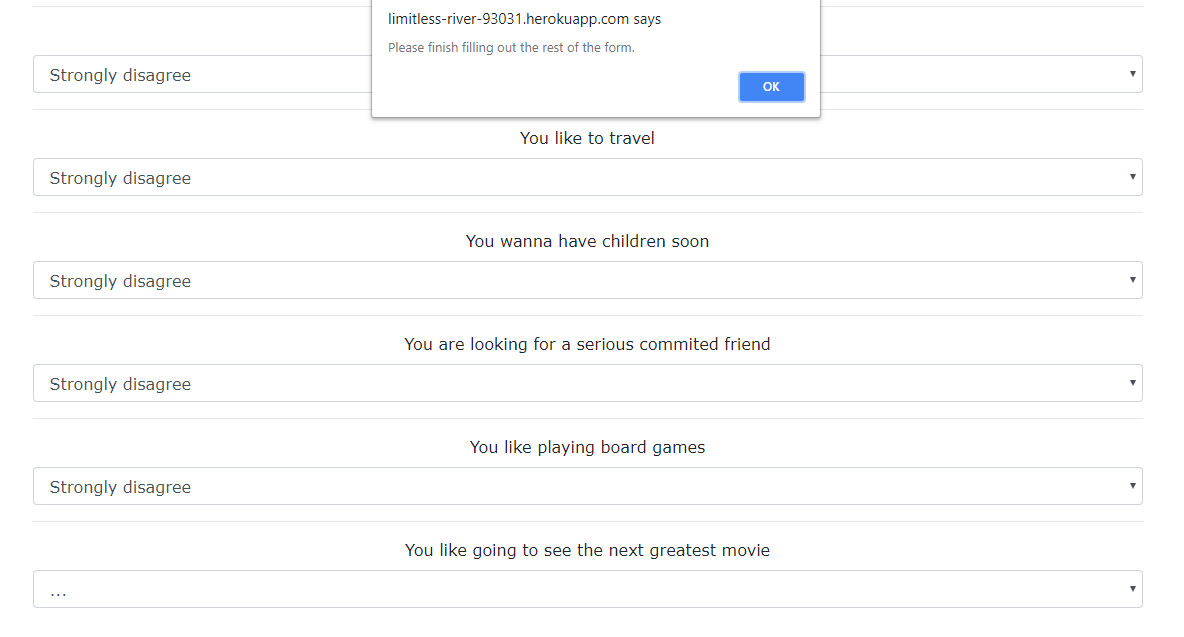 limitless-river-93031.herokuapp.com says
Please finish filling out the rest of the form.
OK
Strongly disagree
You like to travel
Strongly disagree
You wanna have children soon
Strongly disagree
You are looking for a serious commited friend
Strongly disagree
You like playing board games
Strongly disagree
You like going to see the next greatest movie
...